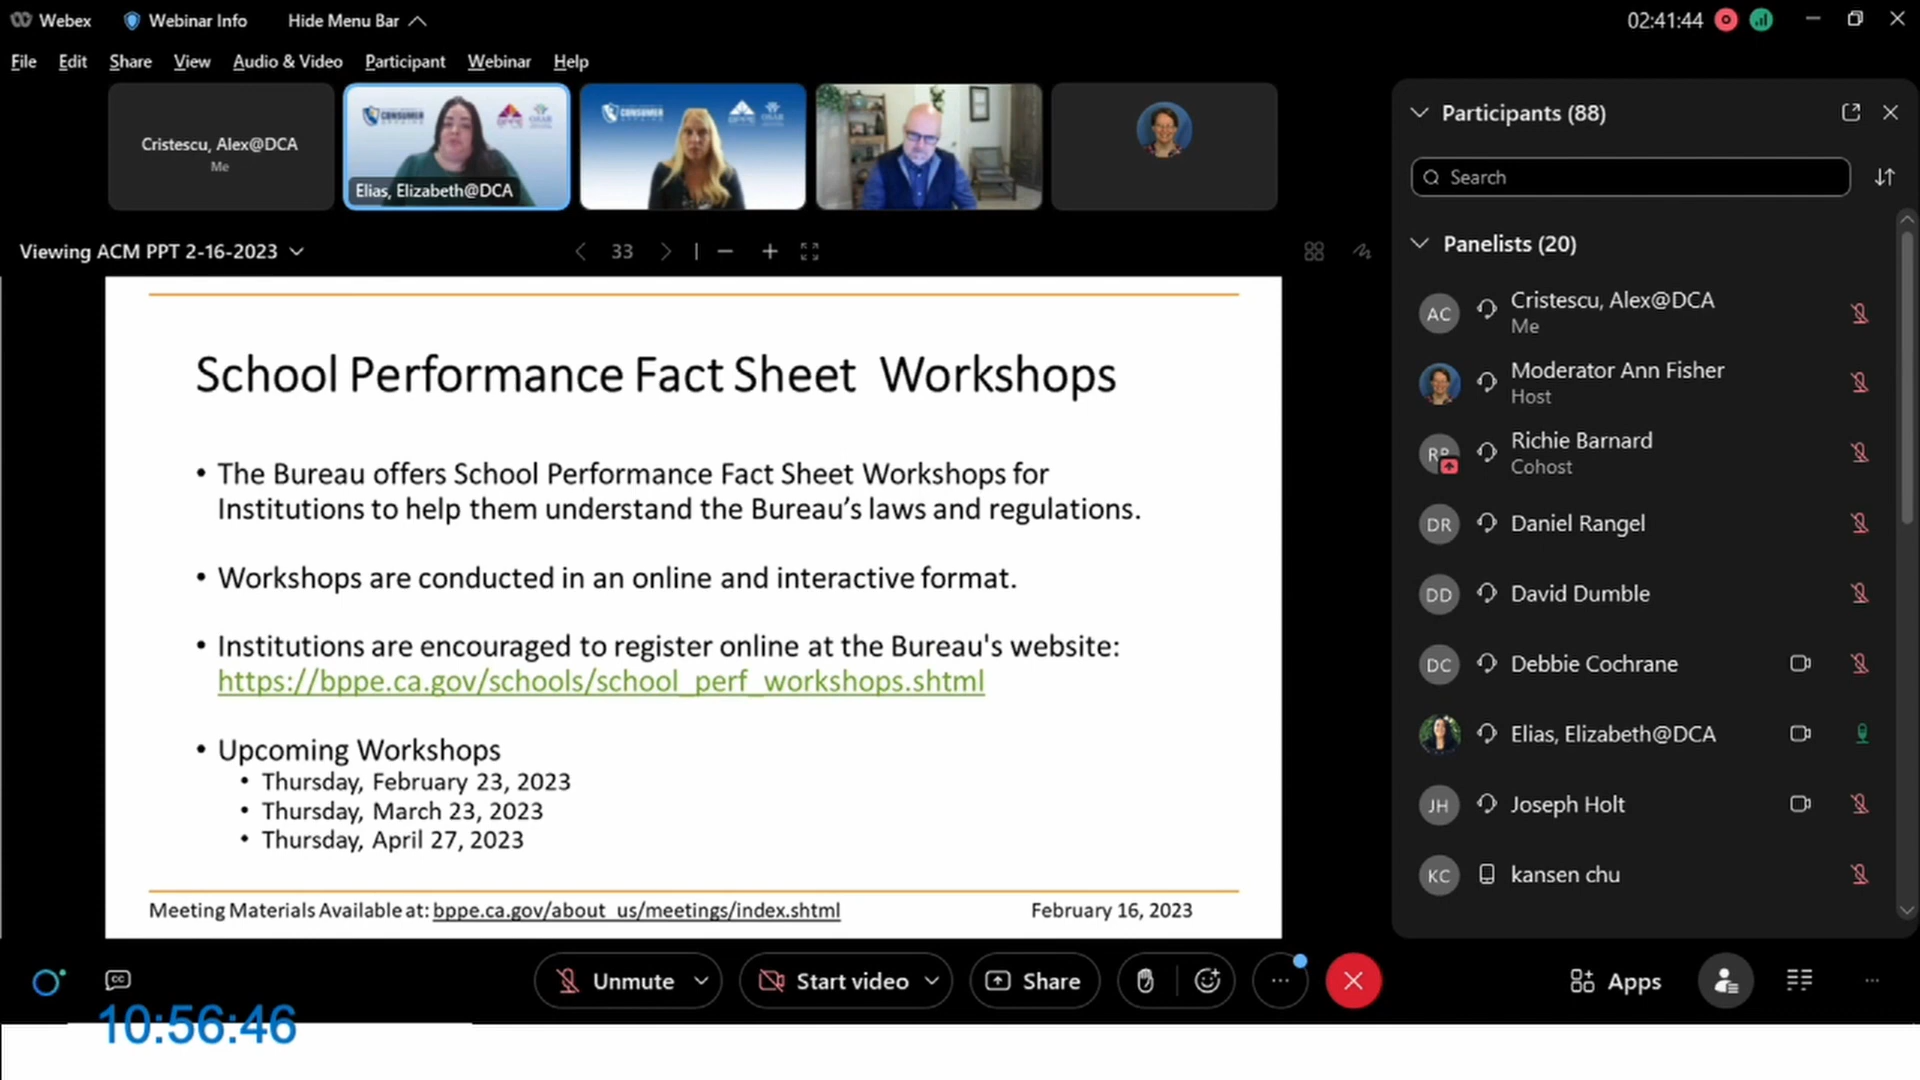 Webex
Webinar Info
Hide Menu Bar
02:41:44
File Edit Share View Audio & Video Participant Webinar Help
Cristescu, Alex@DCA
Me
CONSUMER
Elias, Elizabeth@DCA
CONSUMER
Viewing ACM PPT 2-16-2023
33
School Performance Fact Sheet Workshops
• The Bureau offers School Performance Fact Sheet Workshops for
Institutions to help them understand the Bureau’s laws and regulations.
• Workshops are conducted in an online and interactive format.
• Institutions are encouraged to register online at the Bureau's website:
https://bppe.ca.gov/schools/school_perf_workshops.shtml
• Upcoming Workshops
• Thursday, February 23, 2023
• Thursday, March 23, 2023
• Thursday, April 27, 2023
Meeting Materials Available at: bppe.ca.gov/about_us/meetings/index.shtml
February 16, 2023
Participants (88)
Search
Panelists (20)
AC Cristescu, Alex@DCA
Me
Moderator Ann Fisher
Host
Richie Barnard
Cohost
DR Daniel Rangel
DD David Dumble
DC Debbie Cochrane
Elias, Elizabeth@DCA
JH Joseph Holt
KC kansen chu
CC
Unmute
Start video
Share
Apps
10:56:46